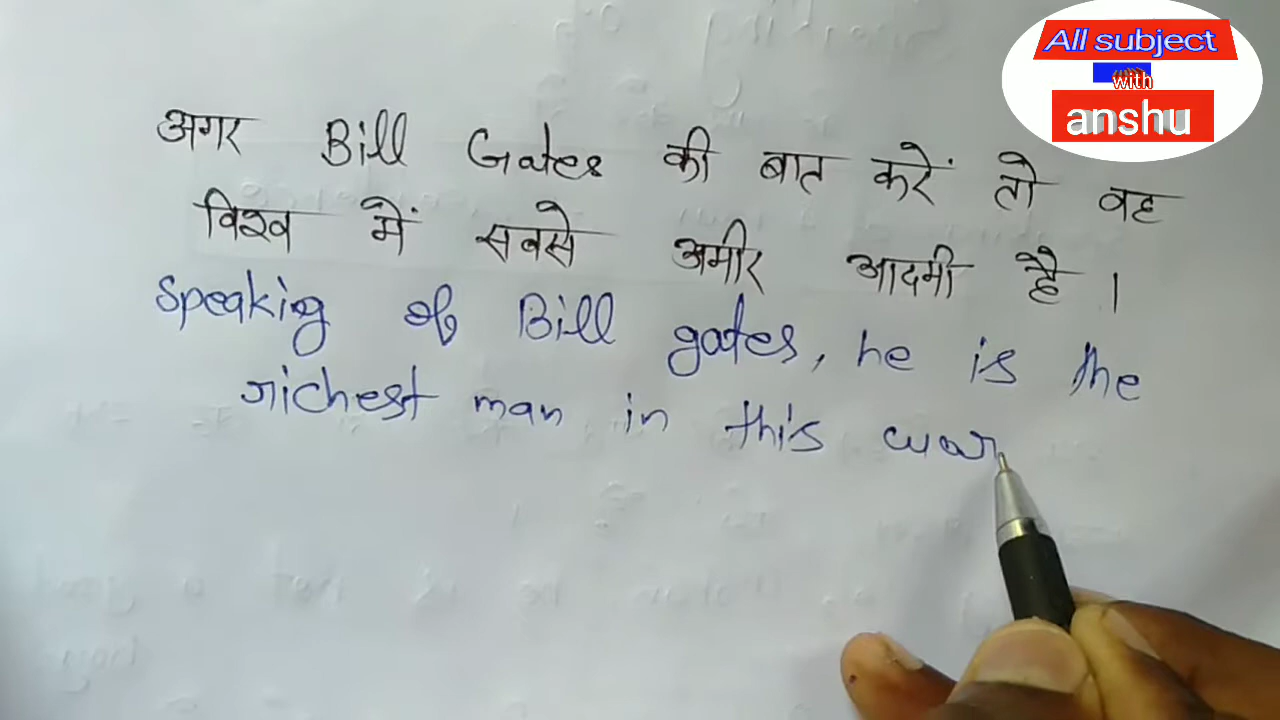 All subject
with
anshu
अगर Bill Gates की बात करें तो वह
विश्व में सबसे अमीर आदमी है ।
speaking of Bill gates, he is the
richest man in this wor